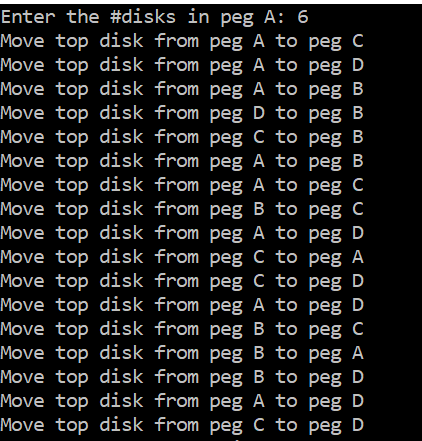 Enter the #disks in peg A: 6
Move top disk from peg A to peg C
Move top disk from peg A to peg D
Move top disk from peg A to peg B
Move top disk from peg D to peg B
Move top disk from peg C to peg B
Move top disk from peg A to peg B
Move top disk from peg A to peg C
Move top disk from peg B to peg C
Move top disk from peg A to peg D
Move top disk from peg C to peg A
Move top disk from peg C to peg D
Move top disk from peg A to peg D
Move top disk from peg B to peg C
Move top disk from peg B to peg A
Move top disk from peg B to peg D
Move top disk from peg A to peg D
Move top disk from peg C to peg D